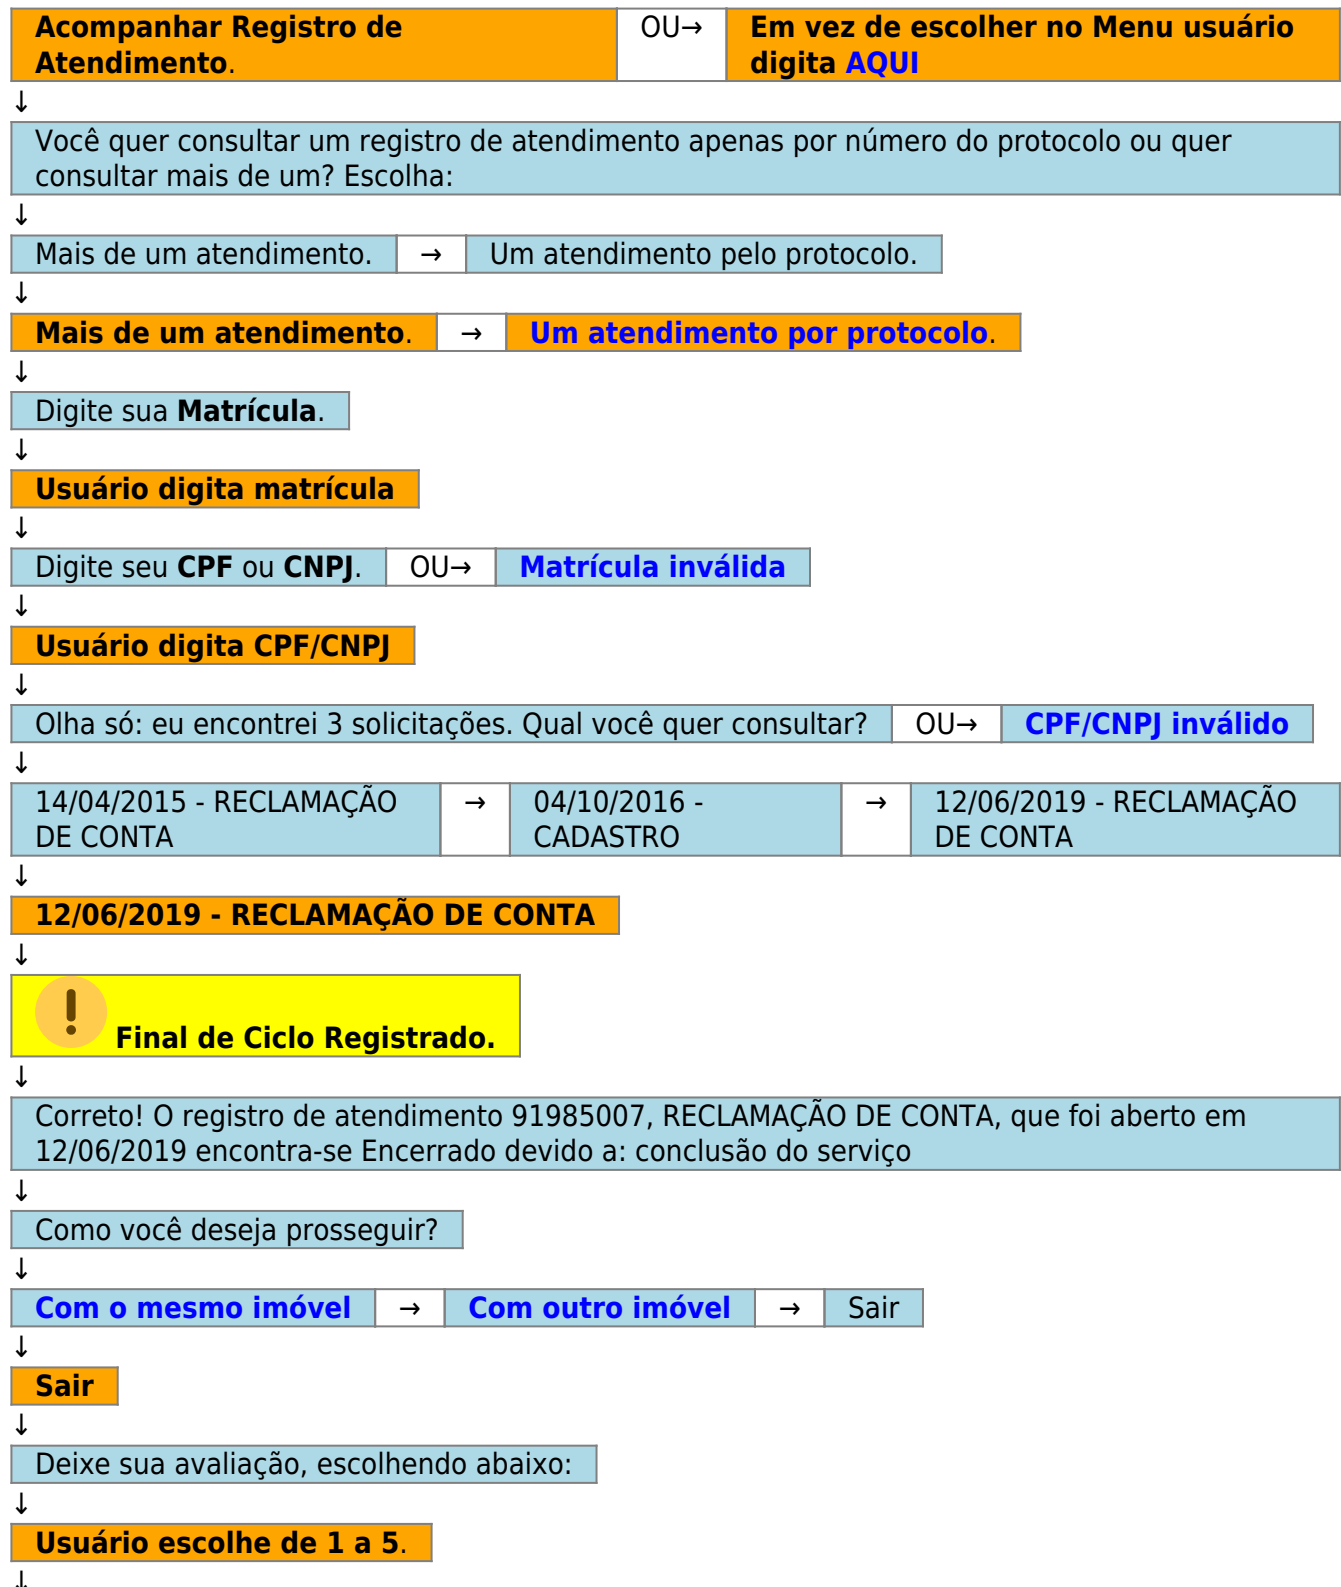 Acompanhar Registro de Atendimento. OU→ Em vez de escolher no Menu usuário digita AQUI
↓
Você quer consultar um registro de atendimento apenas por número do protocolo ou quer
consultar mais de um? Escolha:
↓
Mais de um atendimento. → Um atendimento pelo protocolo.
↓
Mais de um atendimento. → Um atendimento por protocolo.
↓
Digite sua Matrícula.
↓
Usuário digita matrícula
↓
Digite seu CPF ou CNPJ. OU→ Matrícula inválida
↓
Usuário digita CPF/CNPJ
↓
Olha só: eu encontrei 3 solicitações. Qual você quer consultar? OU→ CPF/CNPJ inválido
↓
14/04/2015 - RECLAMAÇÃO DE CONTA → 04/10/2016 - CADASTRO → 12/06/2019 - RECLAMAÇÃO DE CONTA
↓
12/06/2019 - RECLAMAÇÃO DE CONTA
↓
Final de Ciclo Registrado.
↓
Correto! O registro de atendimento 91985007, RECLAMAÇÃO DE CONTA, que foi aberto em
12/06/2019 encontra-se Encerrado devido a: conclusão do serviço
↓
Como você deseja prosseguir?
↓
Com o mesmo imóvel → Com outro imóvel → Sair
↓
Sair
↓
Deixe sua avaliação, escolhendo abaixo:
↓
Usuário escolhe de 1 a 5.
↓